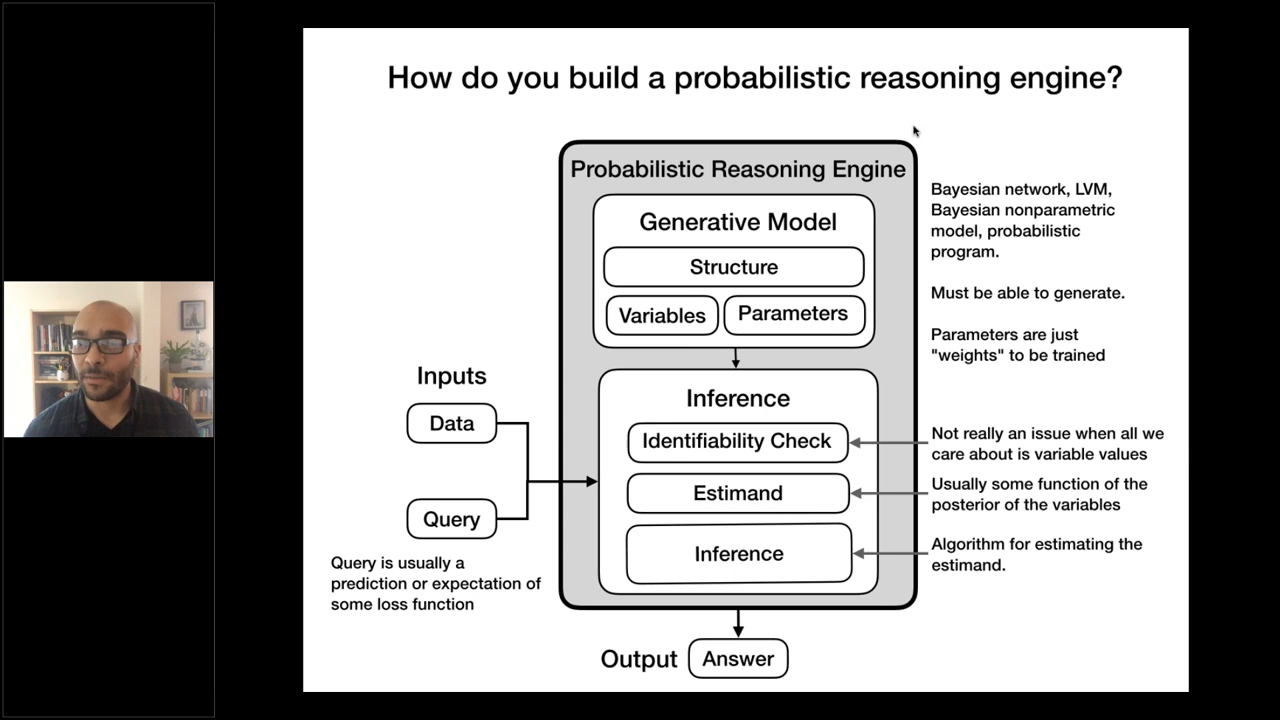 How do you build a probabilistic reasoning engine?
Probabilistic Reasoning Engine
Generative Model
Structure
Variables
Parameters
Bayesian network, LVM,
Bayesian nonparametric
model, probabilistic
program.
Must be able to generate.
Parameters are just
"weights" to be trained
Inputs
Data
Query
Query is usually a
prediction or expectation of
some loss function
Inference
Identifiability Check
Estimand
Inference
Not really an issue when all we
care about is variable values
Usually some function of the
posterior of the variables
Algorithm for estimating the
estimand.
Output
Answer